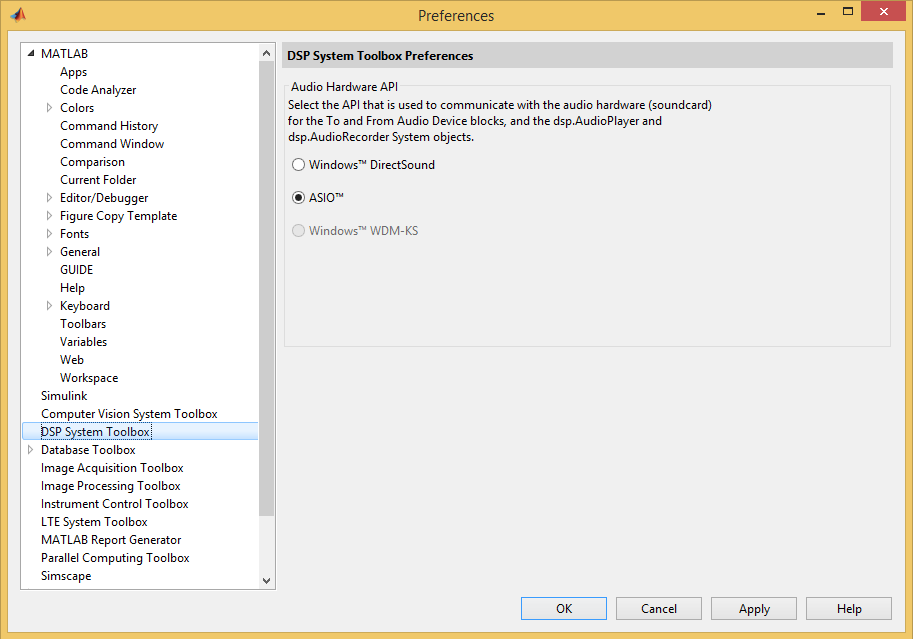 Preferences
MATLAB
Apps
Code Analyzer
Colors
Command History
Command Window
Comparison
Current Folder
Editor/Debugger
Figure Copy Template
Fonts
General
GUIDE
Help
Keyboard
Toolbars
Variables
Web
Workspace
Simulink
Computer Vision System Toolbox
DSP System Toolbox
Database Toolbox
Image Acquisition Toolbox
Image Processing Toolbox
Instrument Control Toolbox
LTE System Toolbox
MATLAB Report Generator
Parallel Computing Toolbox
Simscape
DSP System Toolbox Preferences
Audio Hardware API
Select the API that is used to communicate with the audio hardware (soundcard)
for the To and From Audio Device blocks, and the dsp.AudioPlayer and
dsp.AudioRecorder System objects.
Windows™ DirectSound
ASIO™
Windows™ WDM-KS
OK
Cancel
Apply
Help